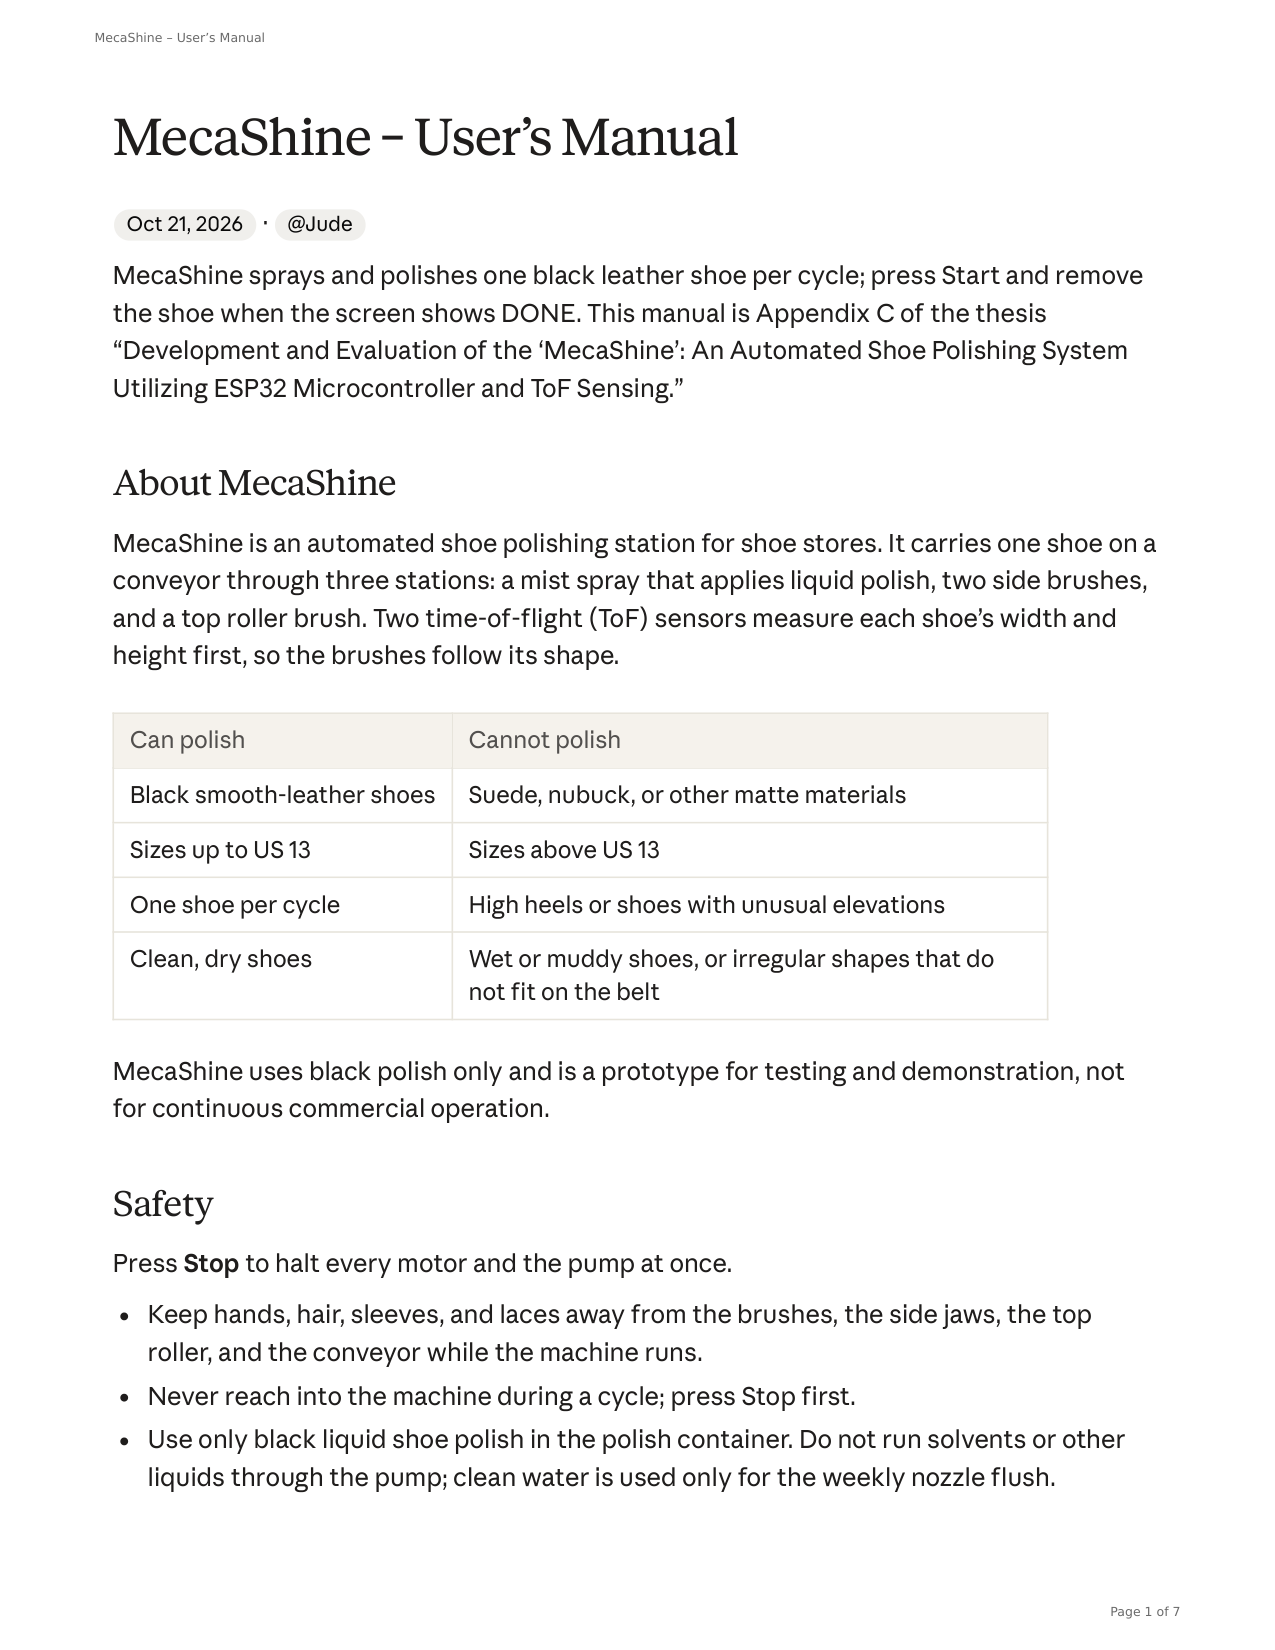 MecaShine – User’s Manual
MecaShine – User’s Manual
Oct 21, 2026 · @Jude
MecaShine sprays and polishes one black leather shoe per cycle; press Start and remove
the shoe when the screen shows DONE. This manual is Appendix C of the thesis
“Development and Evaluation of the ‘MecaShine’: An Automated Shoe Polishing System
Utilizing ESP32 Microcontroller and ToF Sensing.”
About MecaShine
MecaShine is an automated shoe polishing station for shoe stores. It carries one shoe on a
conveyor through three stations: a mist spray that applies liquid polish, two side brushes,
and a top roller brush. Two time-of-flight (ToF) sensors measure each shoe’s width and
height first, so the brushes follow its shape.
Can polish Cannot polish
Black smooth-leather shoes Suede, nubuck, or other matte materials
Sizes up to US 13 Sizes above US 13
One shoe per cycle High heels or shoes with unusual elevations
Clean, dry shoes Wet or muddy shoes, or irregular shapes that do
not fit on the belt
MecaShine uses black polish only and is a prototype for testing and demonstration, not
for continuous commercial operation.
Safety
Press Stop to halt every motor and the pump at once.
• Keep hands, hair, sleeves, and laces away from the brushes, the side jaws, the top
roller, and the conveyor while the machine runs.
• Never reach into the machine during a cycle; press Stop first.
• Use only black liquid shoe polish in the polish container. Do not run solvents or other
liquids through the pump; clean water is used only for the weekly nozzle flush.
Page 1 of 7